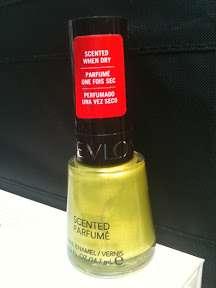 SCENTED
WHEN DRY
PARFUMÉ
UNE FOIS SEC
PERFUMADO
UNA VEZ SECO
EVLO
SCENTED
PARFUMÉ
ENAMEL / VERNIS